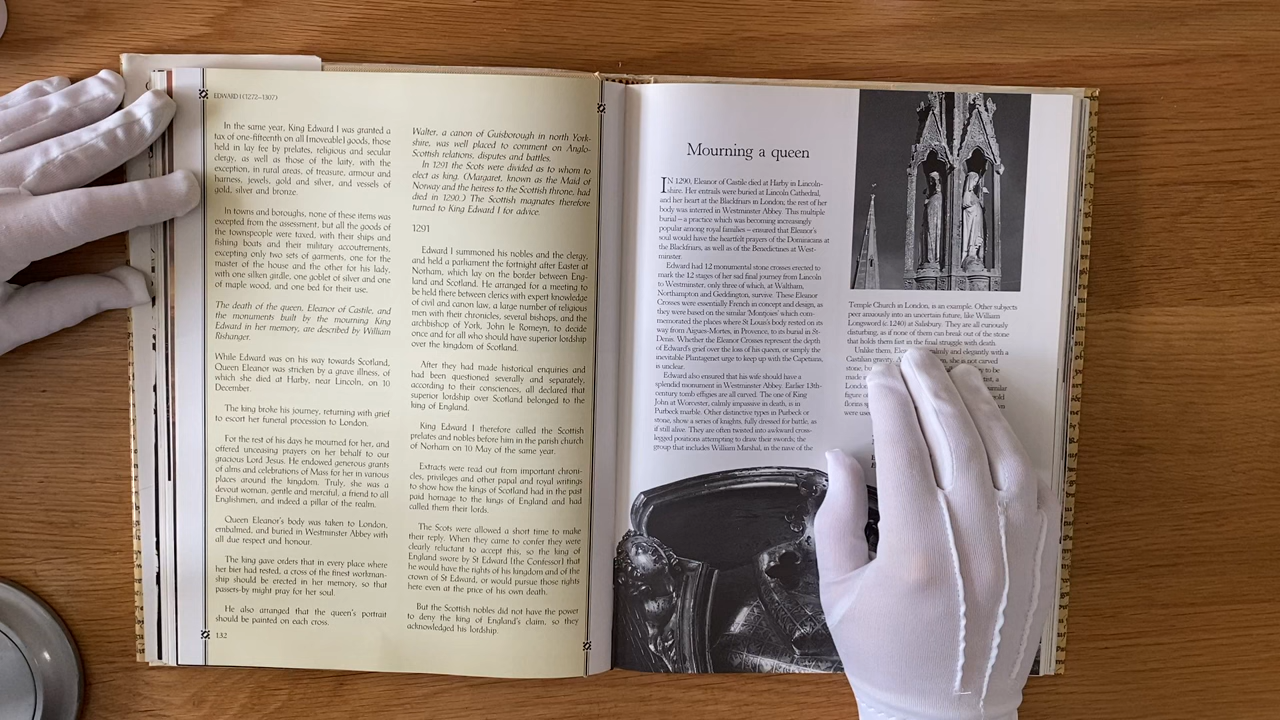 EDWARD I (1272–1307)
In the same year, King Edward I was granted a
tax of one-fifteenth on all [moveable] goods, those
held in lay fee by prelates, religious and secular
clergy, as well as those of the laity, with the
exception, in rural areas, of treasure, armour and
harness, jewels, gold and silver, and vessels of
gold, silver and bronze.
In towns and boroughs, none of these items was
excepted from the assessment, but all the goods of
the townspeople were taxed, with their ships and
fishing boats and their military accoutrements,
excepting only two sets of garments, one for the
master of the house and the other for his lady,
with one silken girdle, one goblet of silver and one
of maple wood, and one bed for their use.
The death of the queen, Eleanor of Castile, and
the monuments built by the mourning King
Edward in her memory, are described by William
Rishanger.
While Edward was on his way towards Scotland,
Queen Eleanor was stricken by a grave illness, of
which she died at Harby, near Lincoln, on 10
December.
The king broke his journey, returning with grief
to escort her funeral procession to London.
For the rest of his days he mourned for her, and
offered unceasing prayers on her behalf to our
gracious Lord Jesus. He endowed generous grants
of alms and celebrations of Mass for her in various
places around the kingdom. Truly, she was a
devout woman, gentle and merciful, a friend to all
Englishmen, and indeed a pillar of the realm.
Queen Eleanor's body was taken to London,
embalmed, and buried in Westminster Abbey with
all due respect and honour.
The king gave orders that in every place where
her bier had rested, a cross of the finest workman-
ship should be erected in her memory, so that
passers-by might pray for her soul.
He also arranged that the queen's portrait
should be painted on each cross.
132
Walter, a canon of Guisborough in north York-
shire, was well placed to comment on Anglo-
Scottish relations, disputes and battles.
In 1291 the Scots were divided as to whom to
elect as king. (Margaret, known as the Maid of
Norway and the heiress to the Scottish throne, had
died in 1290.) The Scottish magnates therefore
turned to King Edward I for advice.
1291
Edward I summoned his nobles and the clergy,
and held a parliament the fortnight after Easter at
Norham, which lay on the border between Eng-
land and Scotland. He arranged for a meeting to
be held there between clerics with expert knowledge
of civil and canon law, a large number of religious
men with their chronicles, several bishops, and the
archbishop of York, John le Romeyn, to decide
once and for all who should have superior lordship
over the kingdom of Scotland.
After they had made historical enquiries and
had been questioned severally and separately,
according to their consciences, all declared that
superior lordship over Scotland belonged to the
king of England.
King Edward I therefore called the Scottish
prelates and nobles before him in the parish church
of Norham on 10 May of the same year.
Extracts were read out from important chroni-
cles, privileges and other papal and royal writings
to show how the kings of Scotland had in the past
paid homage to the kings of England and had
called them their lords.
The Scots were allowed a short time to make
their reply. When they came to confer they were
clearly reluctant to accept this, so the king of
England swore by St Edward [the Confessor] that
he would have the rights of his kingdom and of the
crown of St Edward, or would pursue those rights
here even at the price of his own death.
But the Scottish nobles did not have the power
to deny the king of England's claim, so they
acknowledged his lordship.
Mourning a queen
IN 1290, Eleanor of Castile died at Harby in Lincoln-
shire. Her entrails were buried at Lincoln Cathedral,
and her heart at the Blackfriars in London; the rest of her
body was interred in Westminster Abbey. This multiple
burial – a practice which was becoming increasingly
popular among royal families – ensured that Eleanor's
soul would have the heartfelt prayers of the Dominicans at
the Blackfriars, as well as of the Benedictines at West-
minster.
Edward had 12 monumental stone crosses erected to
mark the 12 stages of her sad final journey from Lincoln
to Westminster, only three of which, at Waltham,
Northampton and Geddington, survive. These Eleanor
Crosses were essentially French in concept and design, as
they were based on the similar 'Montjoies' which com-
memorated the places where St Louis's body rested on its
way from Aigues-Mortes, in Provence, to its burial in St-
Denis. Whether the Eleanor Crosses represent the depth
of Edward's grief over the loss of his queen, or simply the
inevitable Plantagenet urge to keep up with the Capetians,
is unclear.
Edward also ensured that his wife should have a
splendid monument in Westminster Abbey. Earlier 13th-
century tomb effigies are all carved. The one of King
John at Worcester, calmly impassive in death, is in
Purbeck marble. Other distinctive types in Purbeck or
stone, show a series of knights, fully dressed for battle, as
if still alive. They are often twisted into awkward cross-
legged positions attempting to draw their swords; the
group that includes William Marshal, in the nave of the
Temple Church in London, is an example. Other subjects
peer anxiously into an uncertain future, like William
Longsword (c.1240) at Salisbury. They are all curiously
disturbing, as if none of them can break out of the stone
that holds them fast in the final struggle with death.
Unlike them, calmly and elegantly with a
Castilian she is not carved
stone, to be
made
London similar
figure
were used